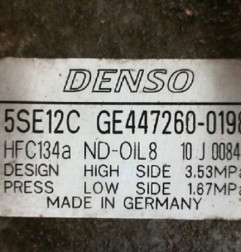 DENSO
5SE12C GE447260-0198
HFC134a ND-OIL8 10 J 0084
DESIGN HIGH SIDE 3.53MPa
PRESS LOW SIDE 1.67MPa
MADE IN GERMANY